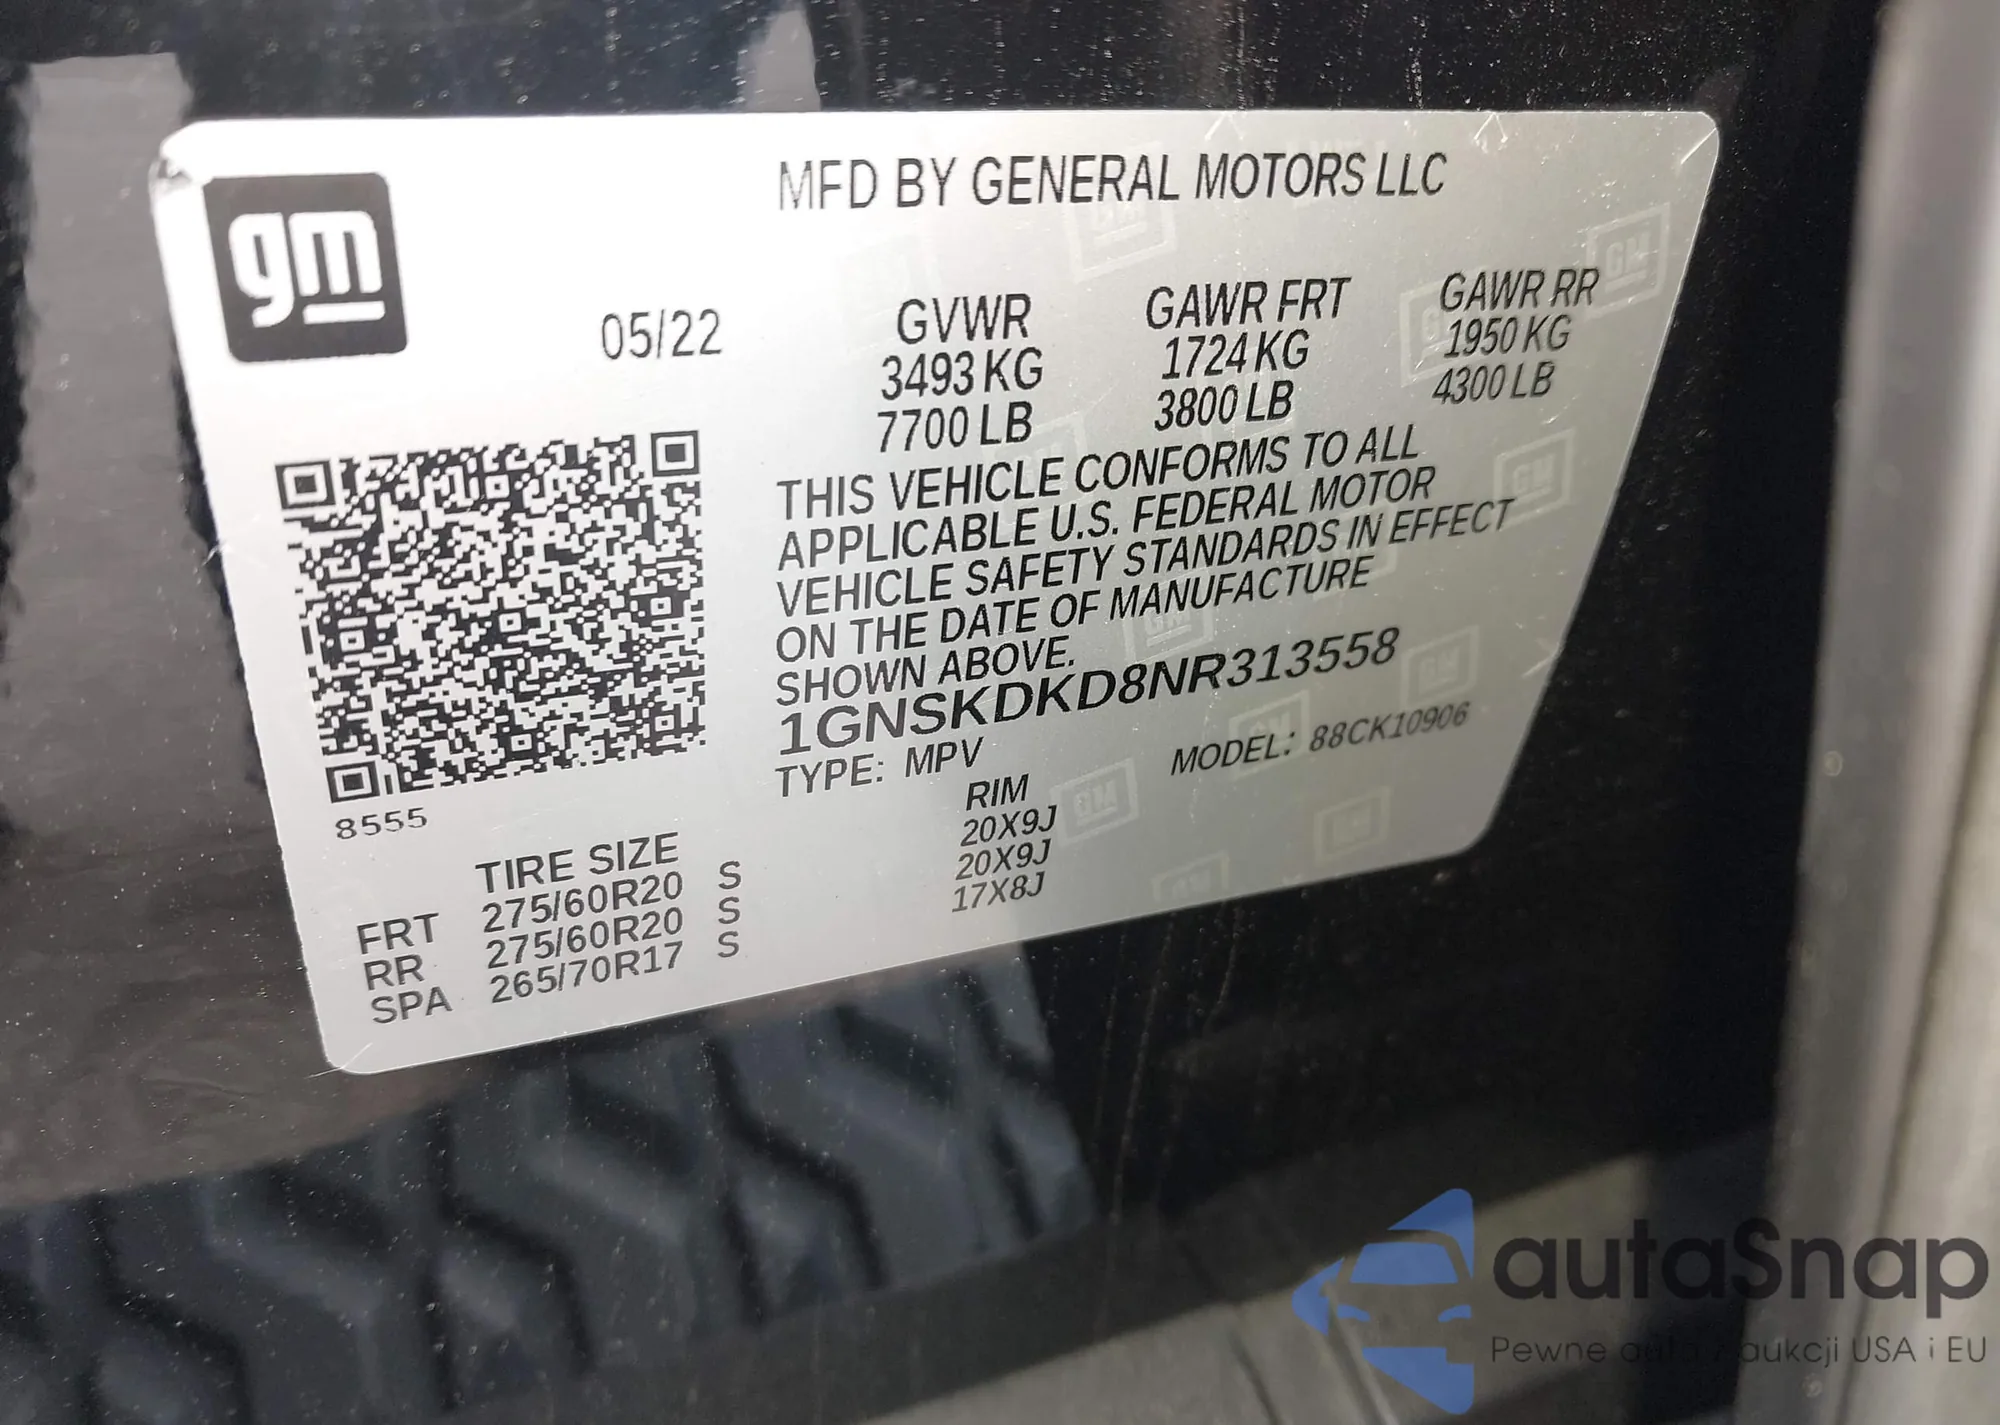 gm
MFD BY GENERAL MOTORS LLC
05/22
GVWR GAWR FRT GAWR RR
3493 KG 1724 KG 1950 KG
7700 LB 3800 LB 4300 LB
THIS VEHICLE CONFORMS TO ALL
APPLICABLE U.S. FEDERAL MOTOR
VEHICLE SAFETY STANDARDS IN EFFECT
ON THE DATE OF MANUFACTURE
SHOWN ABOVE.
1GNSKDKD8NR313558
TYPE: MPV MODEL: 88CK10906
8555
TIRE SIZE RIM
FRT 275/60R20 S 20X9J
RR 275/60R20 S 20X9J
SPA 265/70R17 S 17X8J
autaSnap
Pewne auta z aukcji USA i EU